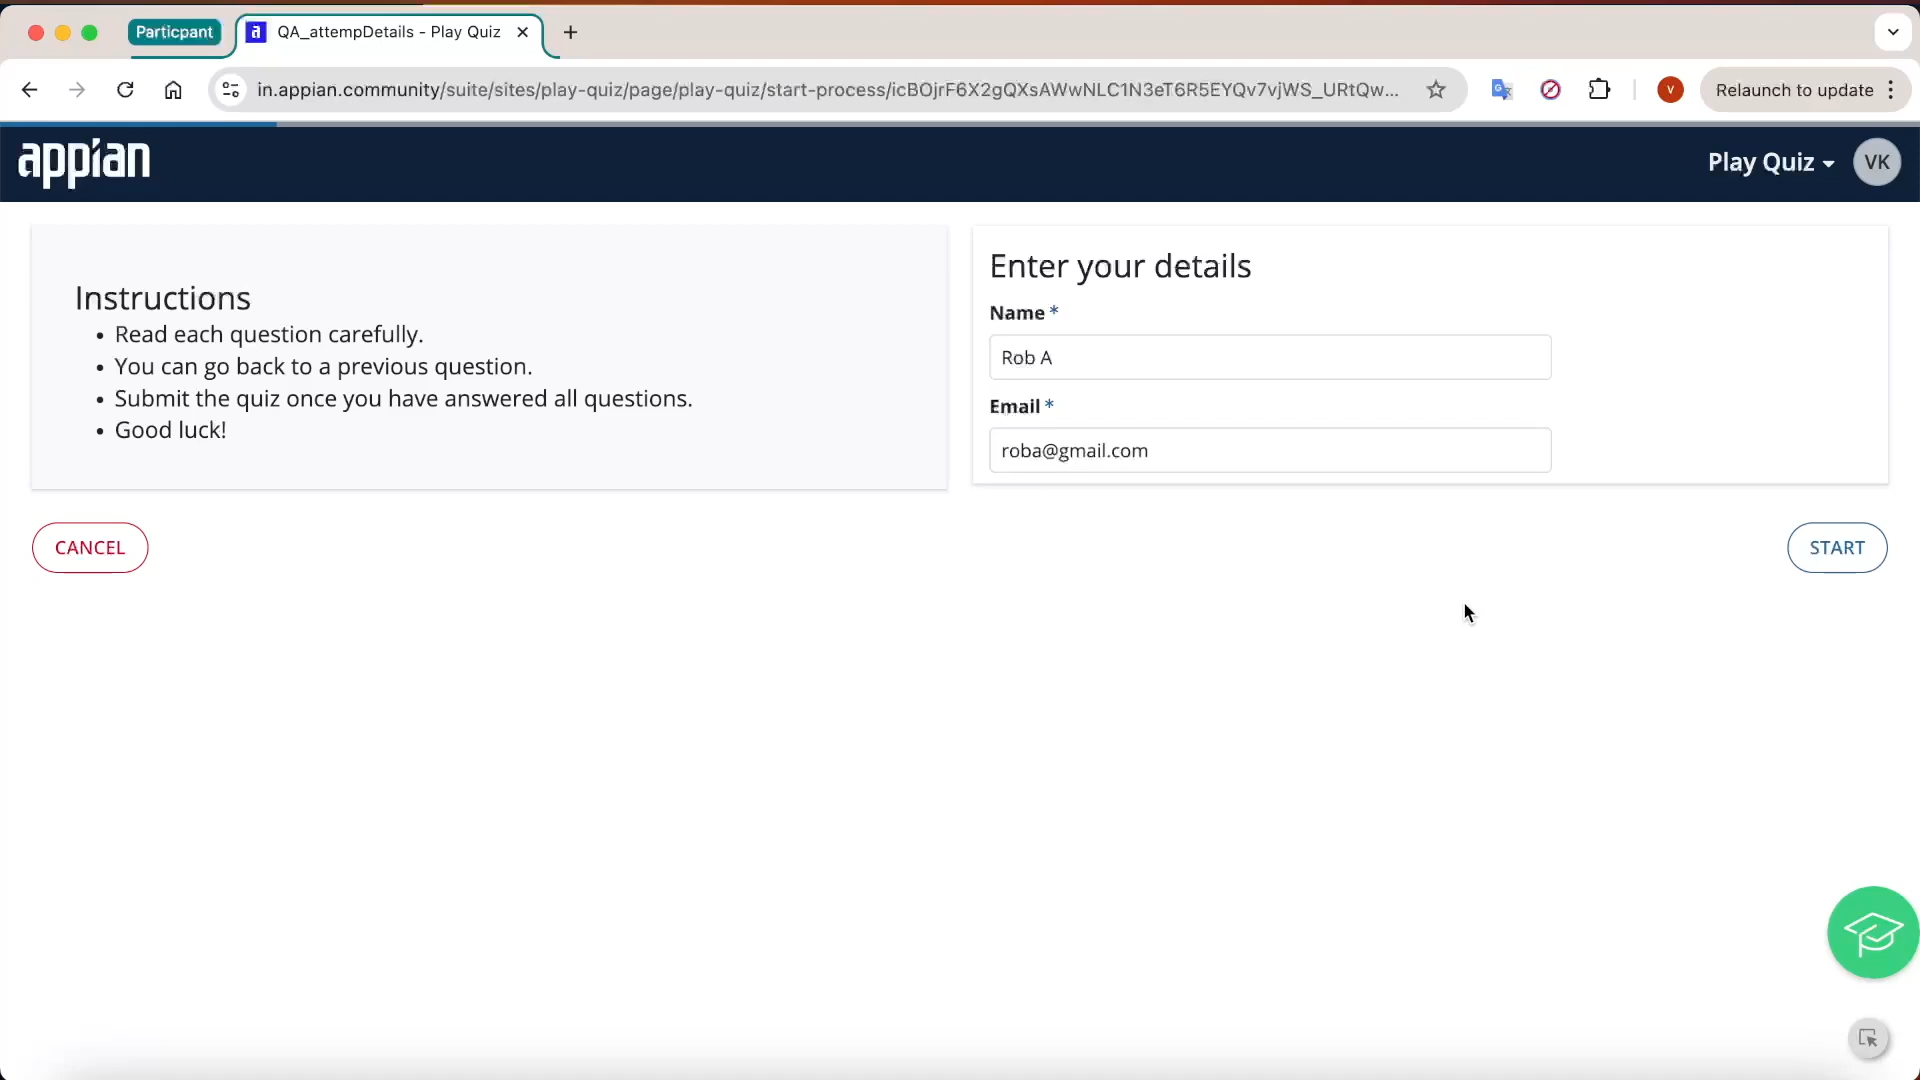 Particpant
QA_attempDetails - Play Quiz
in.appian.community/suite/sites/play-quiz/page/play-quiz/start-process/icBOjrF6X2gQXsAWwNLC1N3eT6R5EYQv7vjWS_URtQw...
V
Relaunch to update
appian
Play Quiz
VK
Instructions
• Read each question carefully.
• You can go back to a previous question.
• Submit the quiz once you have answered all questions.
• Good luck!
Enter your details
Name *
Rob A
Email *
roba@gmail.com
CANCEL
START